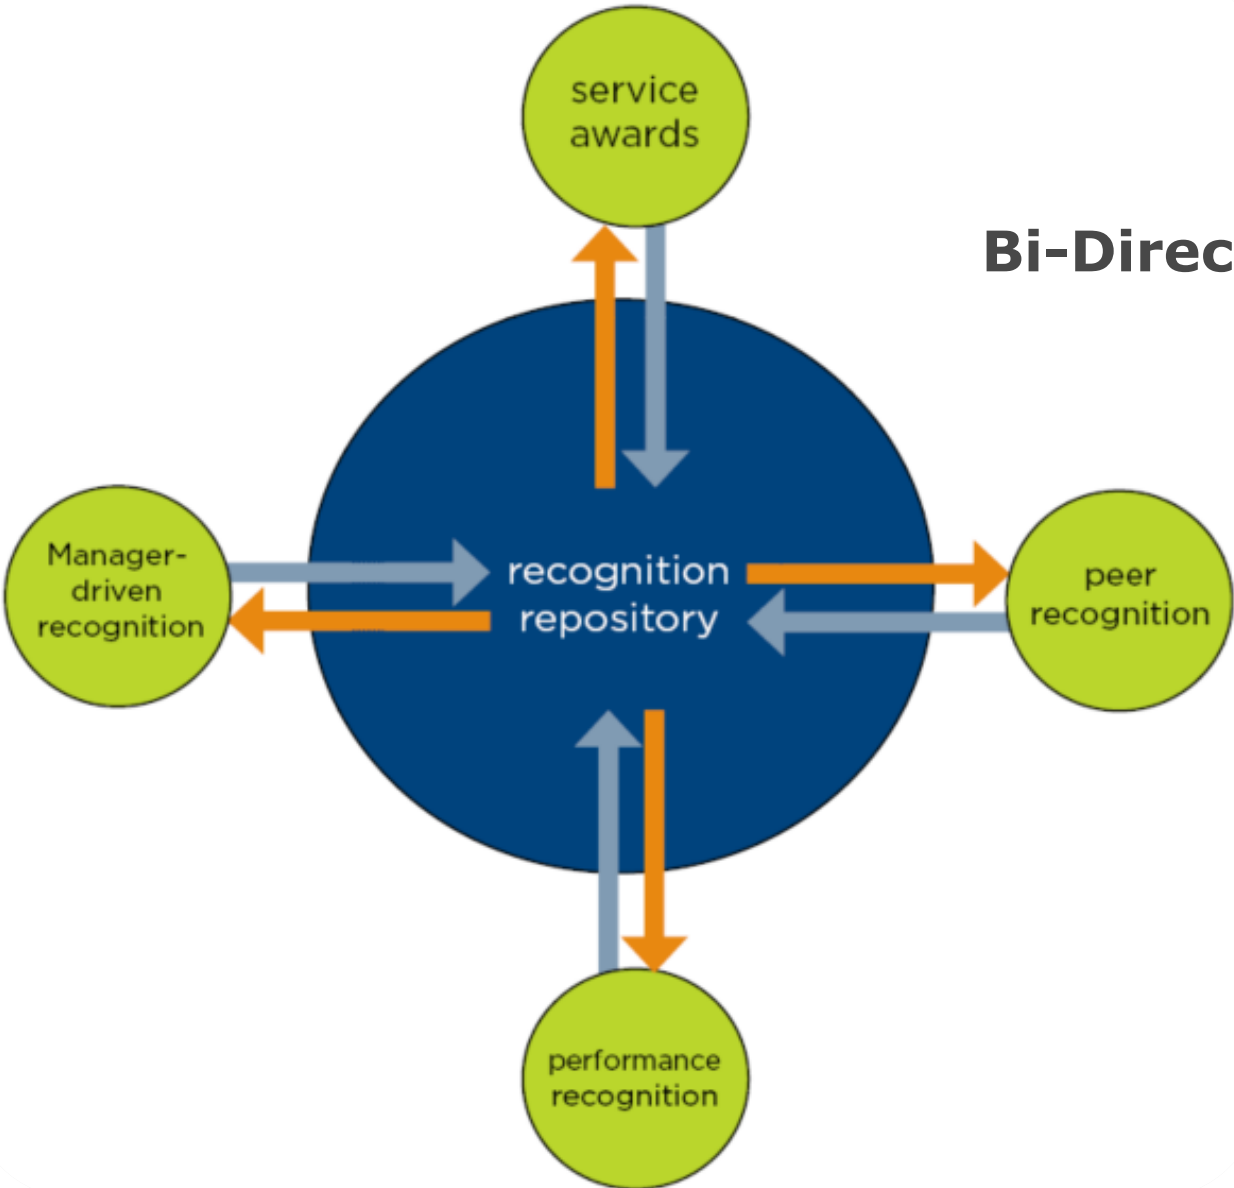 service
awards
Bi-Direc
Manager-
driven
recognition
recognition
repository
peer
recognition
performance
recognition